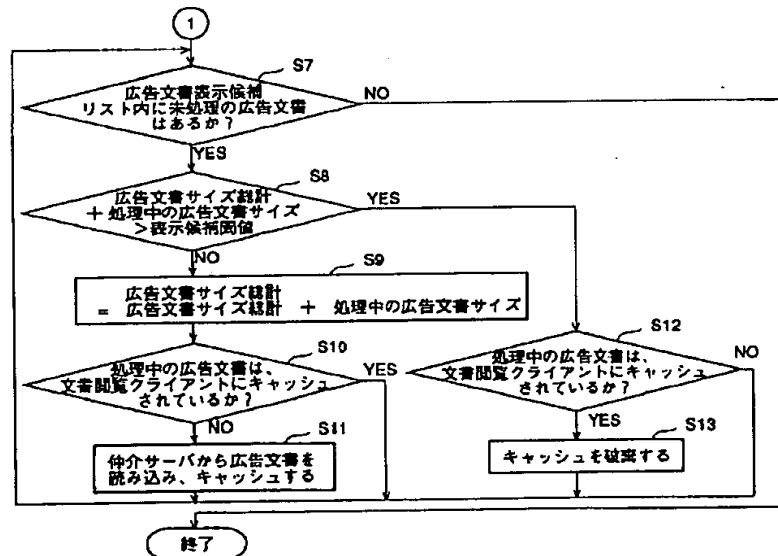 1
S7
広告文書表示候補
リスト内に未処理の広告文書
はあるか?
NO
YES
S8
広告文書サイズ総計
+処理中の広告文書サイズ
>表示候補閾値
YES
NO
S9
広告文書サイズ総計
= 広告文書サイズ総計 + 処理中の広告文書サイズ
S10
処理中の広告文書は、
文書閲覧クライアントにキャッシュ
されているか?
YES
NO
S12
処理中の広告文書は、
文書閲覧クライアントにキャッシュ
されているか?
NO
YES
S11
仲介サーバから広告文書を
読み込み、キャッシュする
S13
キャッシュを破棄する
終了